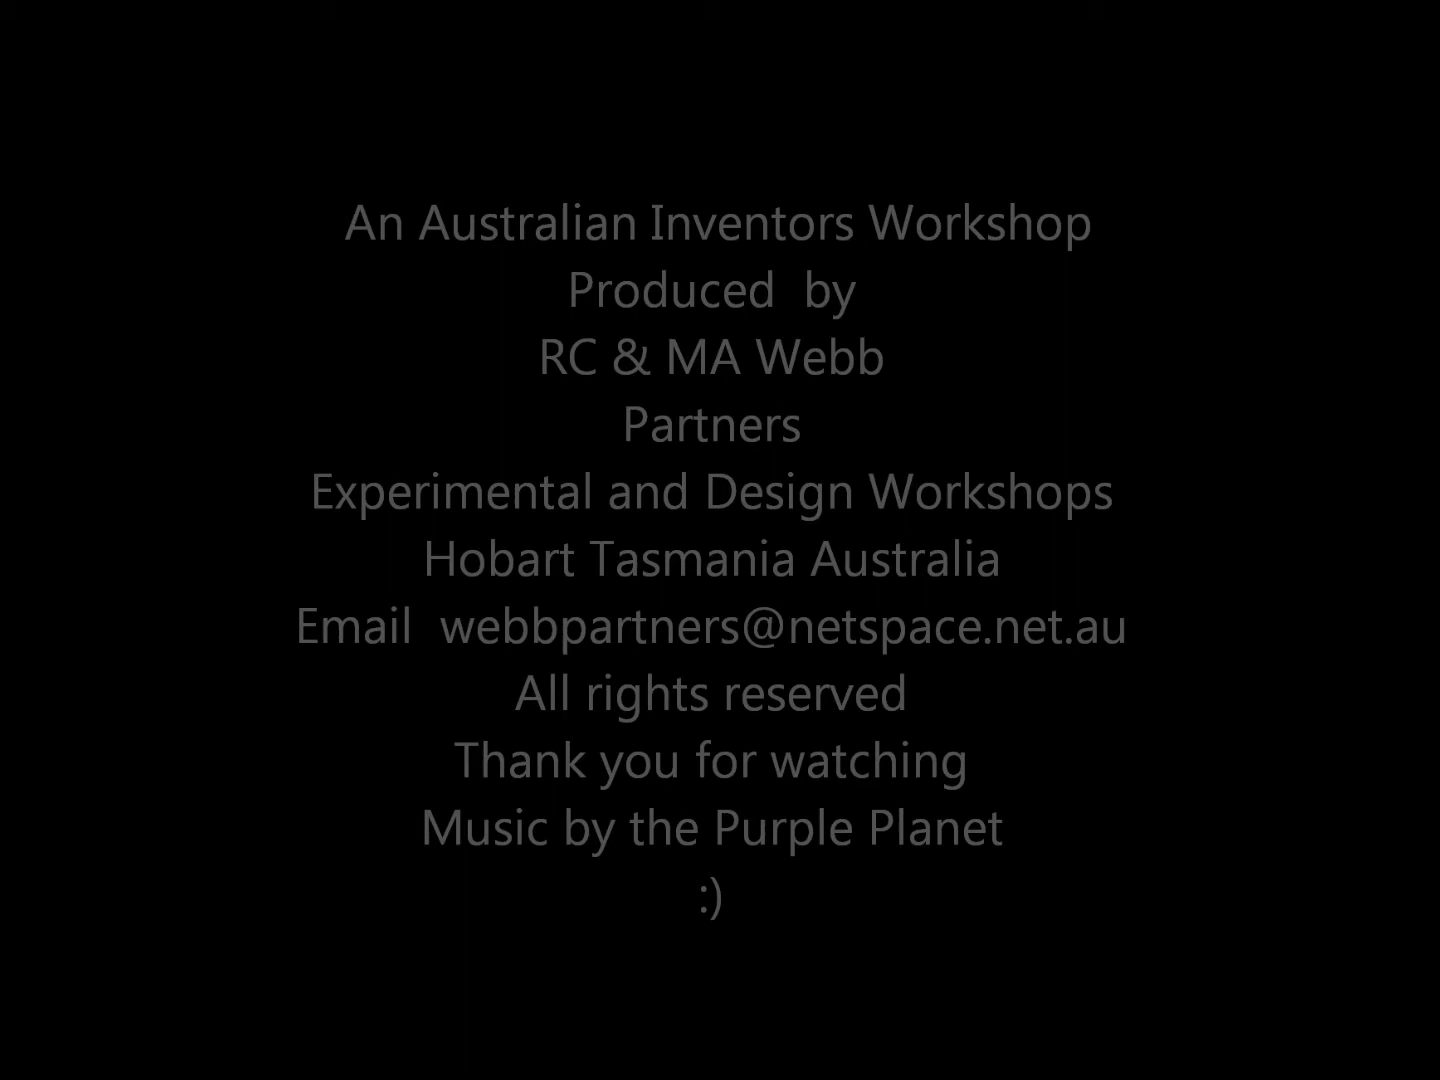 An Australian Inventors Workshop
Produced  by
RC & MA Webb
Partners
Experimental and Design Workshops
Hobart Tasmania Australia
Email  webbpartners@netspace.net.au
All rights reserved
Thank you for watching
Music by the Purple Planet
:)